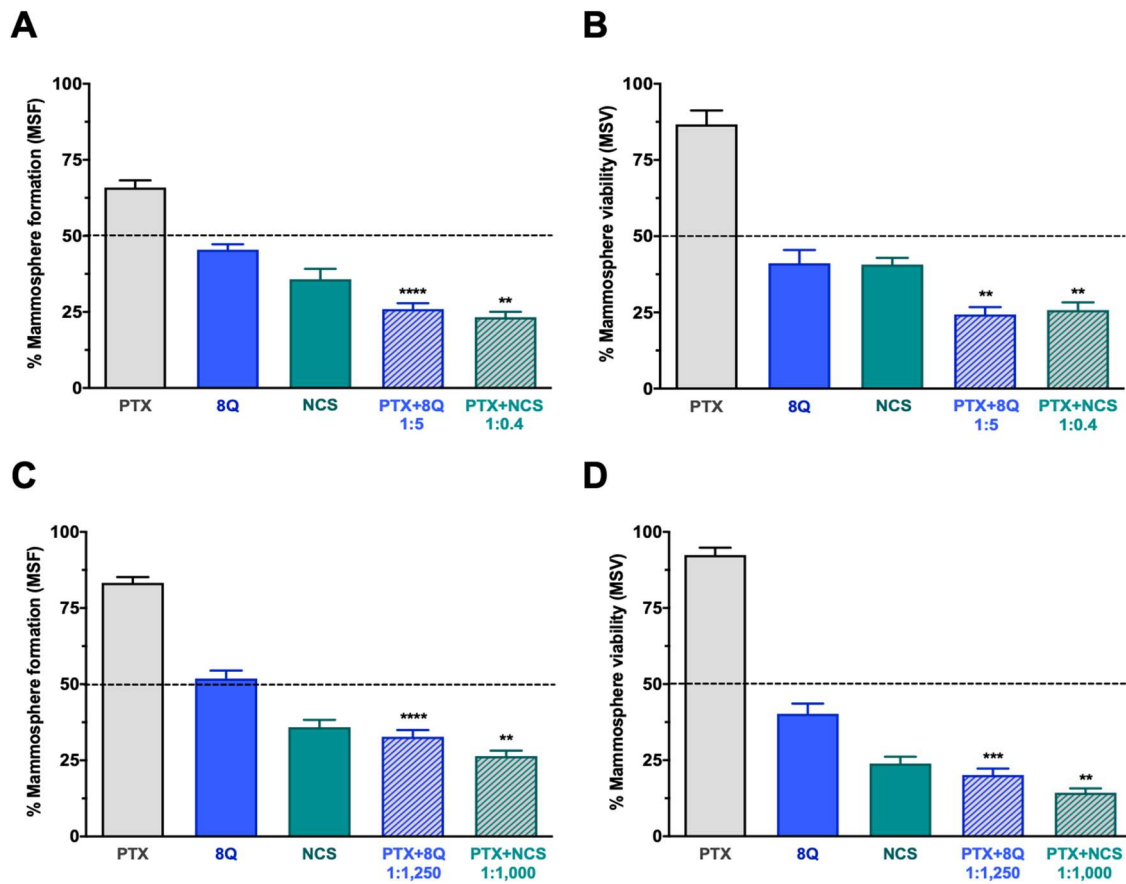 A
% Mammosphere formation (MSF)
100
75
50
25
0
****
**
PTX
8Q
NCS
PTX+8Q
1:5
PTX+NCS
1:0.4
B
% Mammosphere viability (MSV)
100
75
50
25
0
**
**
PTX
8Q
NCS
PTX+8Q
1:5
PTX+NCS
1:0.4
C
% Mammosphere formation (MSF)
100
75
50
25
0
****
**
PTX
8Q
NCS
PTX+8Q
1:1,250
PTX+NCS
1:1,000
D
% Mammosphere viability (MSV)
100
75
50
25
0
***
**
PTX
8Q
NCS
PTX+8Q
1:1,250
PTX+NCS
1:1,000